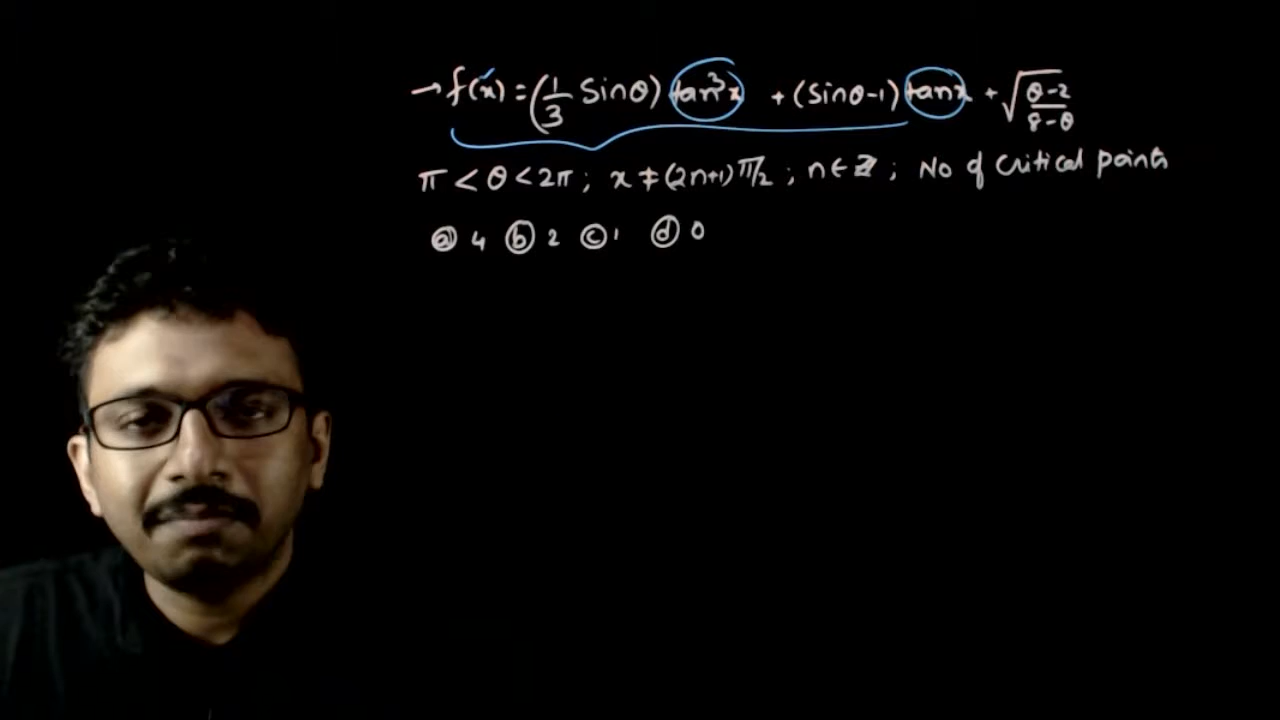 → f(x) = (1/3 Sinθ) tan³x + (Sinθ-1) tanx + √((θ-2)/(8-θ))
π < θ < 2π ; x ≠ (2n+1) π/2 ; n ∈ Z ; No of Critical points
ⓐ 4 ⓑ 2 ⓒ 1 ⓓ 0